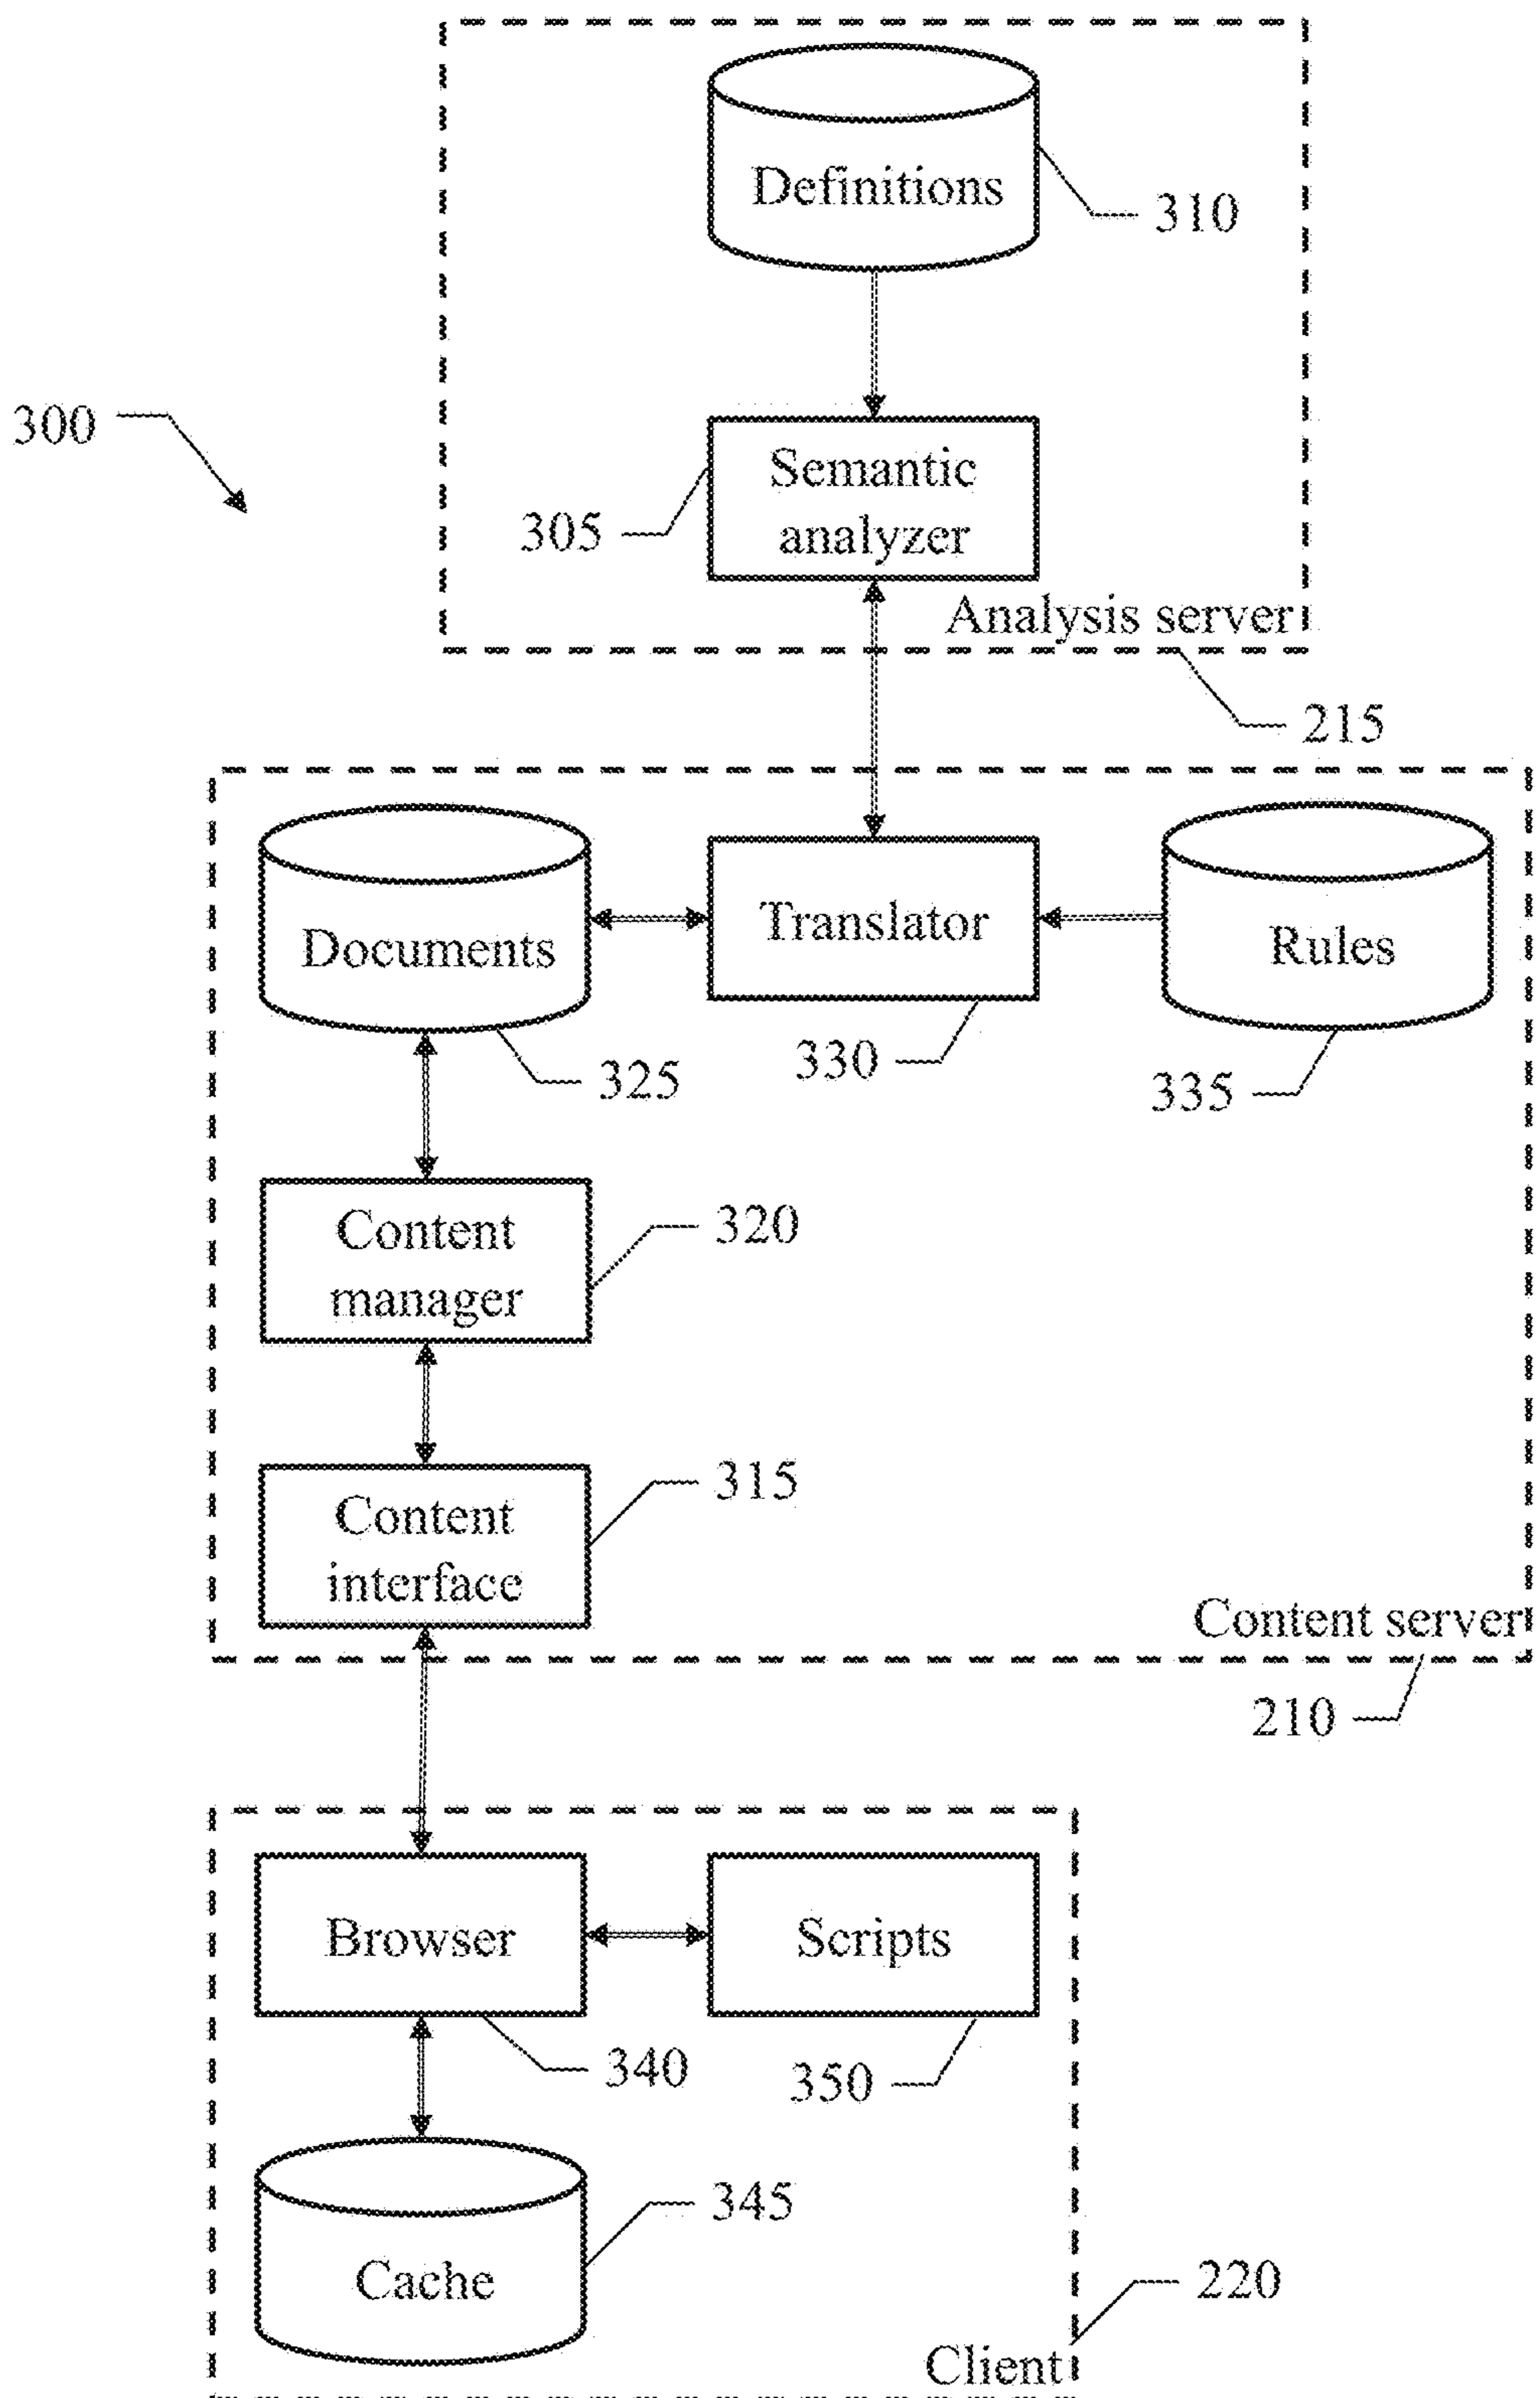 Definitions
310
300
Semantic
analyzer
305
Analysis server
215
Documents
Translator
Rules
325
330
335
Content
manager
320
Content
interface
315
Content server
210
Browser
Scripts
340
350
Cache
345
220
Client